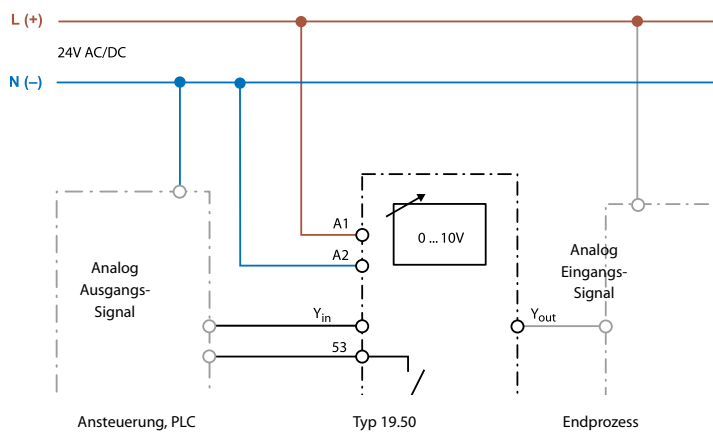 L (+)
24V AC/DC
N (–)
A1
0 ... 10V
A2
Analog
Ausgangs-
Signal
Analog
Eingangs-
Signal
Yin
Yout
53
Ansteuerung, PLC
Typ 19.50
Endprozess